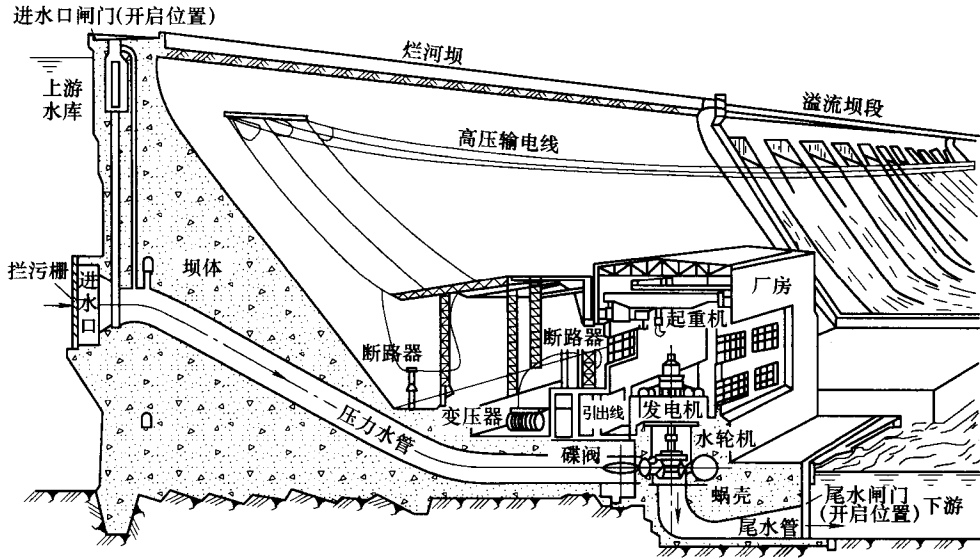 进水口闸门(开启位置)
上游
水库
烂河坝
溢流坝段
高压输电线
拦污栅
进
水
口
坝体
厂房
起重机
断路器
断路器
压力水管
变压器
引出线
发电机
水轮机
碟阀
蜗壳
尾水闸门
(开启位置)
下游
尾水管